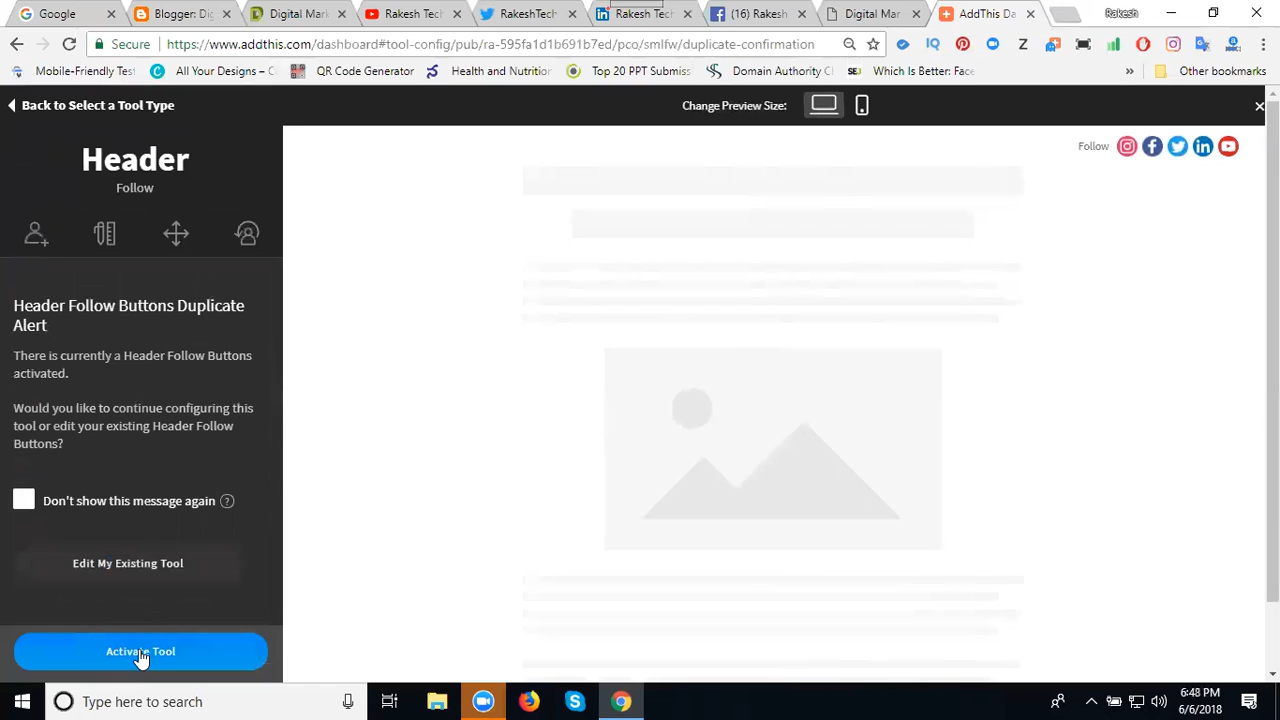 Google
Blogger: Dig
Digital Mark
Rakesh Tech
RakeshTech
Rakesh Tech
(16) Rakesh
Digital Mar
AddThis Da
Rakesh
Secure
https://www.addthis.com/dashboard#tool-config/pub/ra-595fa1d1b691b7ed/pco/smlfw/duplicate-confirmation
Mobile-Friendly Test
All Your Designs – C
QR Code Generator
Health and Nutrition
Top 20 PPT Submiss
Domain Authority C
Which Is Better: Face
Other bookmarks
Back to Select a Tool Type
Change Preview Size:
Header
Follow
Follow
Header Follow Buttons Duplicate
Alert
There is currently a Header Follow Buttons
activated.
Would you like to continue configuring this
tool or edit your existing Header Follow
Buttons?
Don't show this message again
Edit My Existing Tool
Activate Tool
Type here to search
6:48 PM
6/6/2018